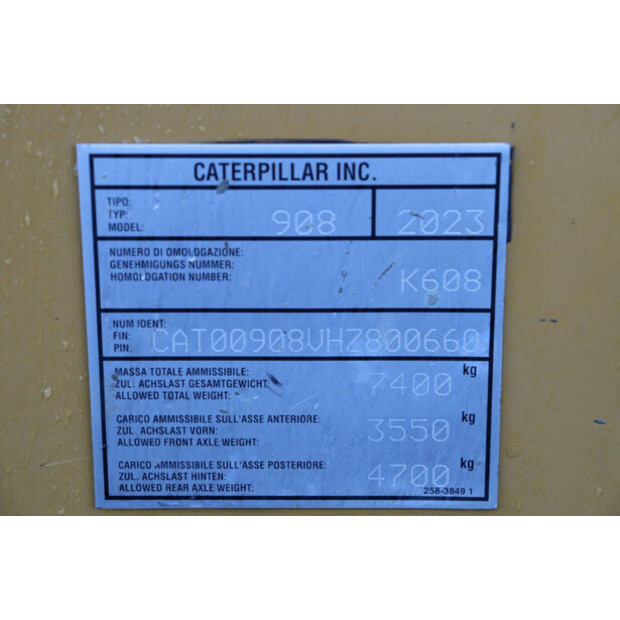 CATERPILLAR INC.
TIPO:
TYP:
MODEL: 908 2023
NUMERO DI OMOLOGAZIONE:
GENEHMIGUNGS NUMMER:
HOMOLOGATION NUMBER: K608
NUM IDENT:
FIN:
PIN: CAT00908VHZ800660
MASSA TOTALE AMMISSIBILE: kg
ZUL. ACHSLAST GESAMTGEWICHT: 7400
ALLOWED TOTAL WEIGHT:
CARICO AMMISSIBILE SULL'ASSE ANTERIORE: kg
ZUL. ACHSLAST VORN: 3550
ALLOWED FRONT AXLE WEIGHT:
CARICO AMMISSIBILE SULL'ASSE POSTERIORE: kg
ZUL. ACHSLAST HINTEN: 4700
ALLOWED REAR AXLE WEIGHT:
258-3849 1